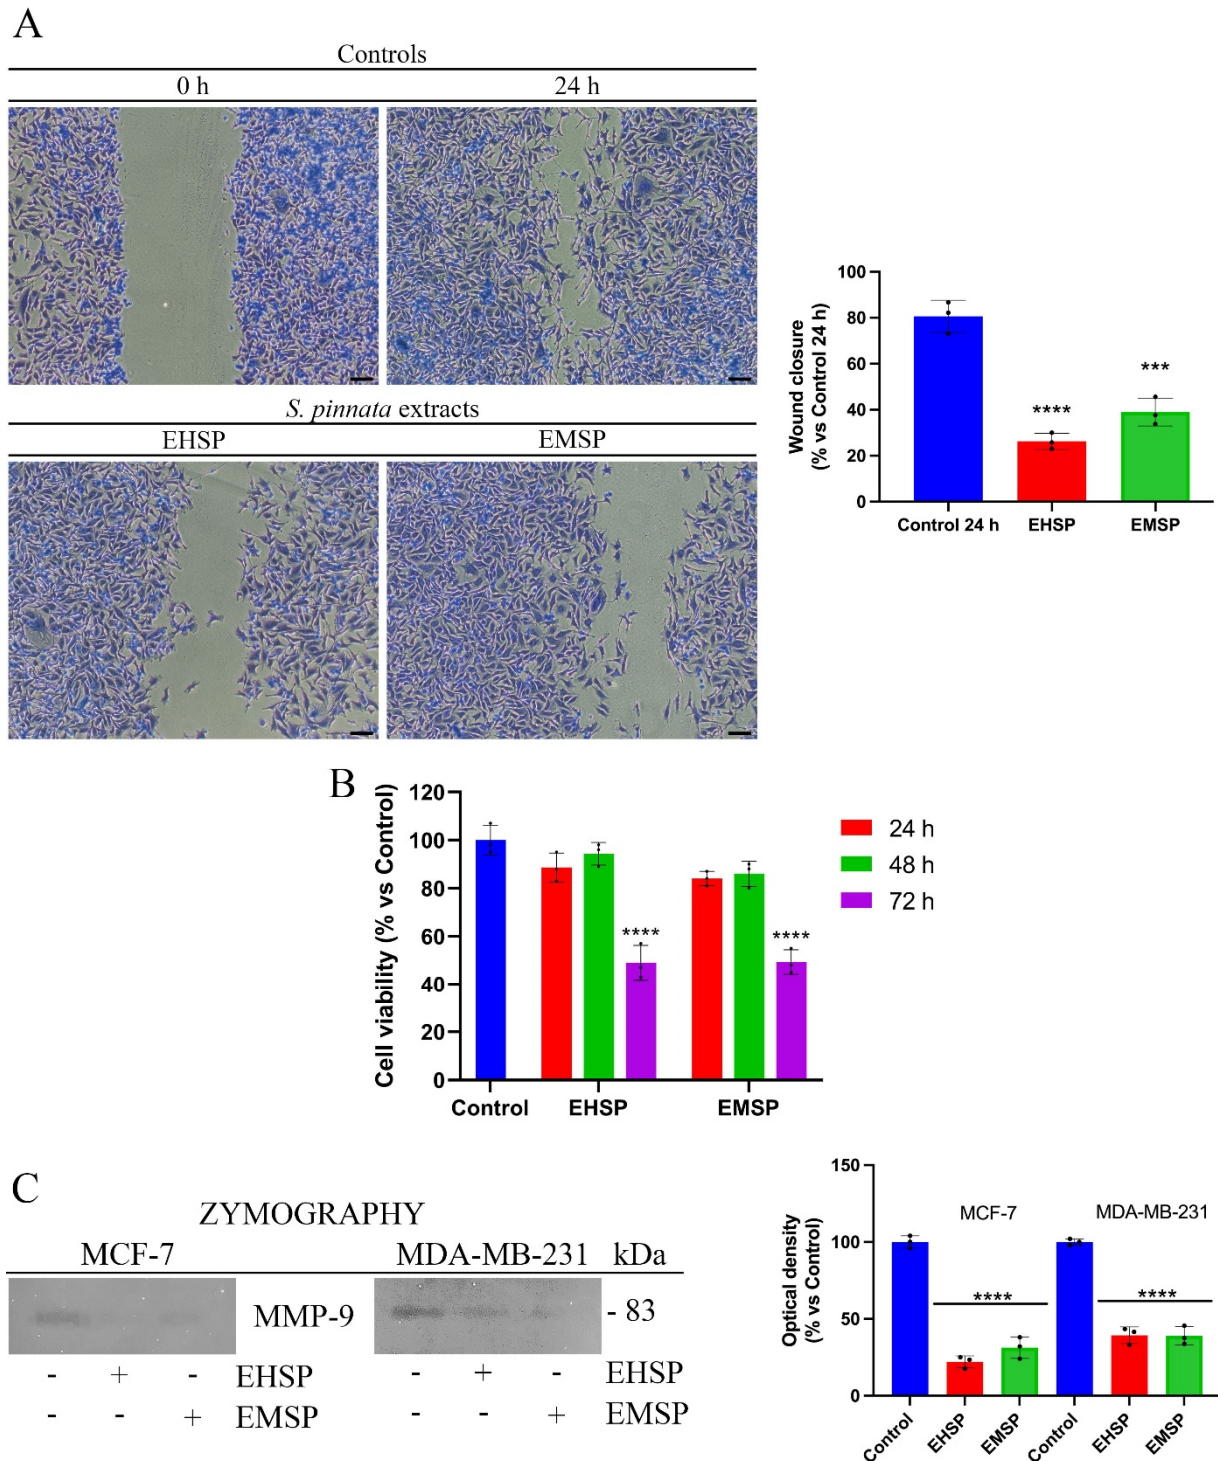 A
Controls
0 h
24 h
S. pinnata extracts
EHSP
EMSP
Wound closure
(% vs Control 24 h)
100
80
60
40
20
0
****
***
Control 24 h
EHSP
EMSP
B
Cell viability (% vs Control)
120
100
80
60
40
20
0
****
****
Control
EHSP
EMSP
24 h
48 h
72 h
C
ZYMOGRAPHY
MCF-7
MDA-MB-231
kDa
MMP-9
- 83
- + - EHSP - + - EHSP
- - + EMSP - - + EMSP
Optical density
(% vs Control)
150
100
50
0
MCF-7
MDA-MB-231
****
****
Control
EHSP
EMSP
Control
EHSP
EMSP